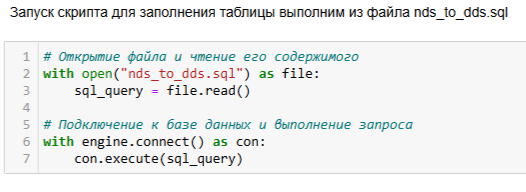 Запуск скрипта для заполнения таблицы выполним из файла nds_to_dds.sql
1 # Открытие файла и чтение его содержимого
2 with open("nds_to_dds.sql") as file:
3     sql_query = file.read()
4
5 # Подключение к базе данных и выполнение запроса
6 with engine.connect() as con:
7     con.execute(sql_query)